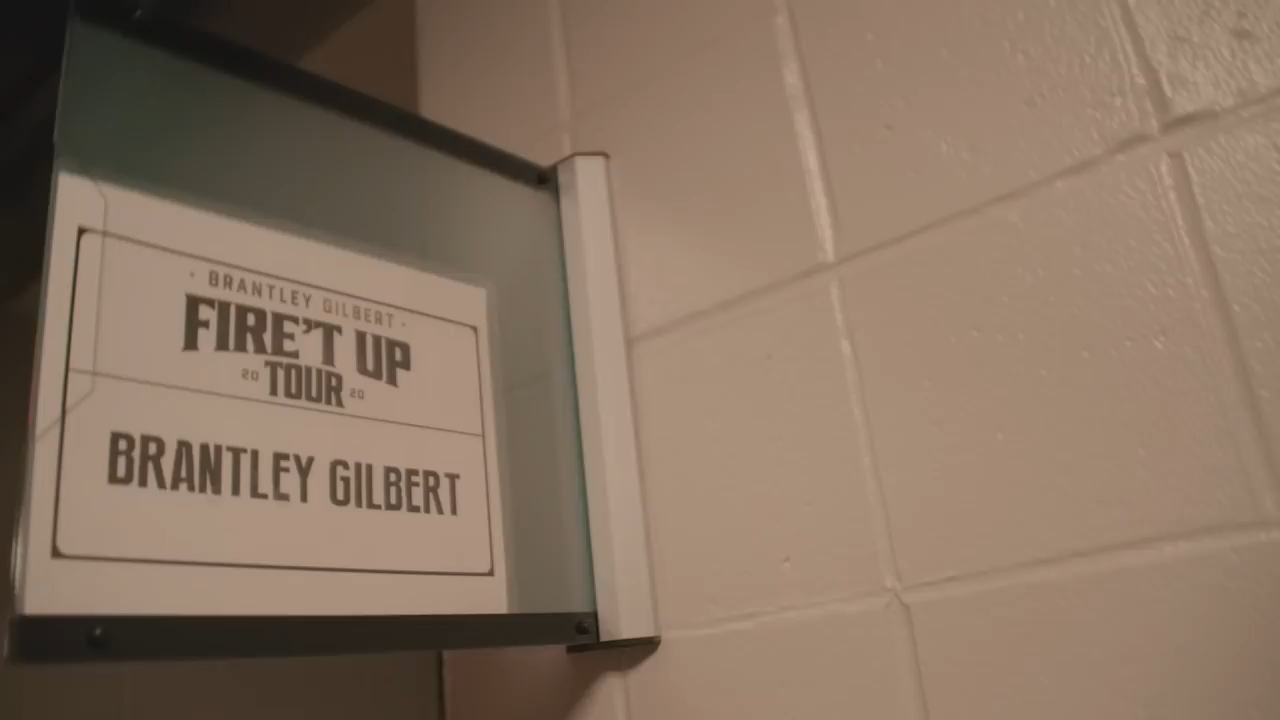 · BRANTLEY GILBERT ·
FIRE'T UP
20 TOUR 20
BRANTLEY GILBERT